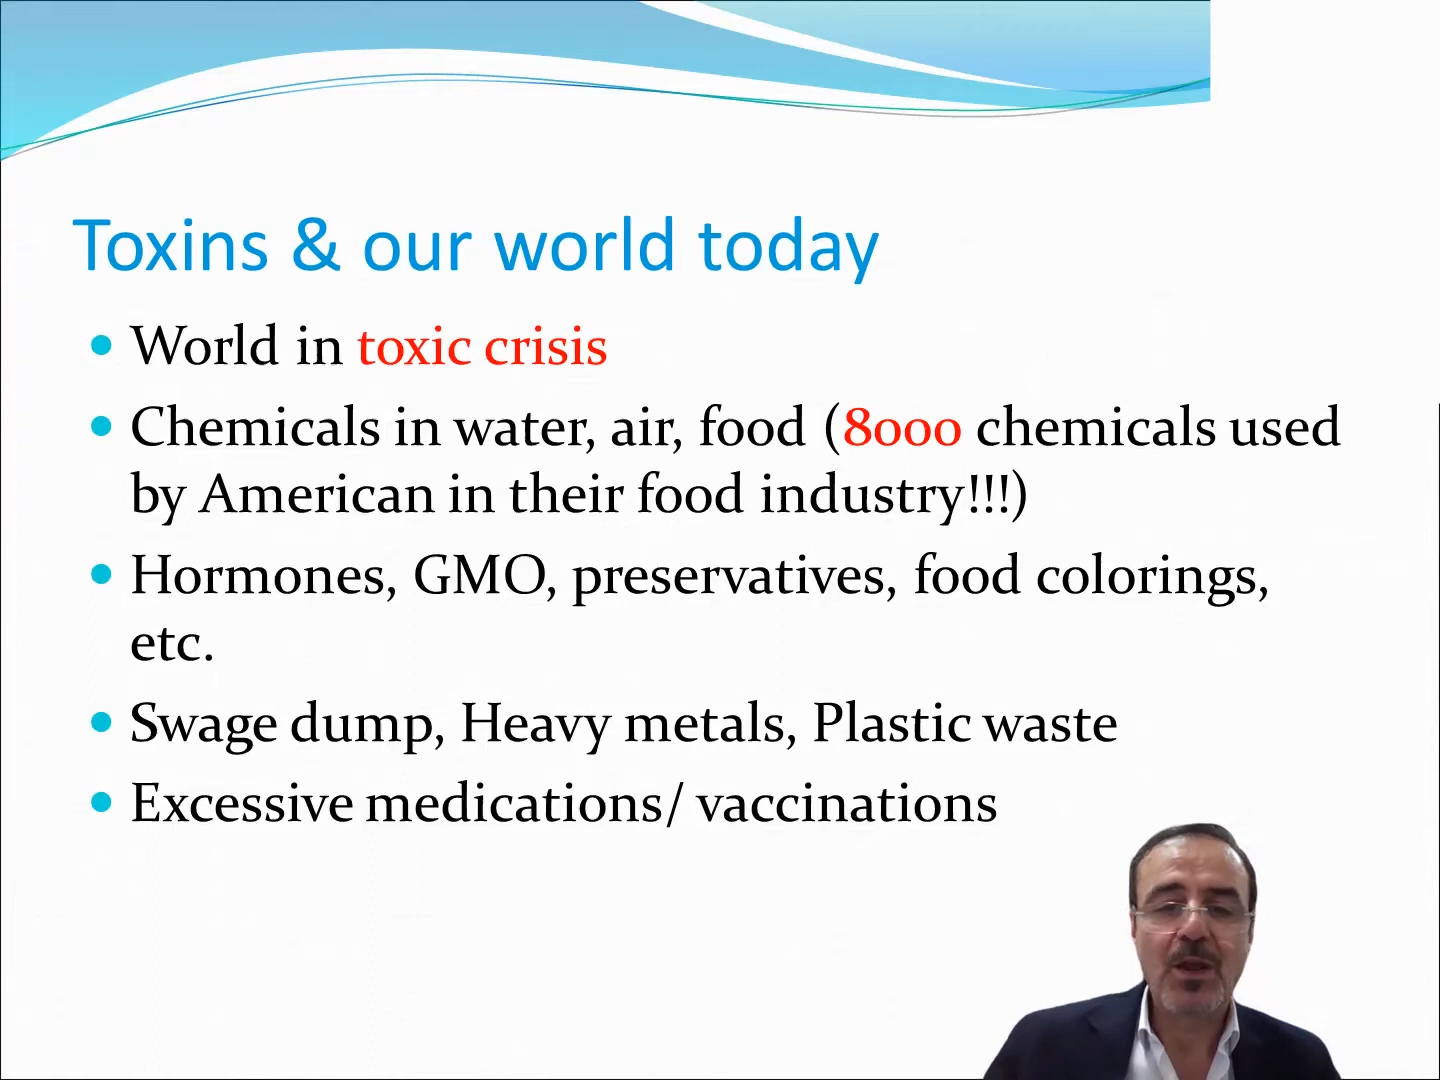 Toxins & our world today
World in toxic crisis
Chemicals in water, air, food (8000 chemicals used
by American in their food industry!!!)
Hormones, GMO, preservatives, food colorings,
etc.
Swage dump, Heavy metals, Plastic waste
Excessive medications/ vaccinations